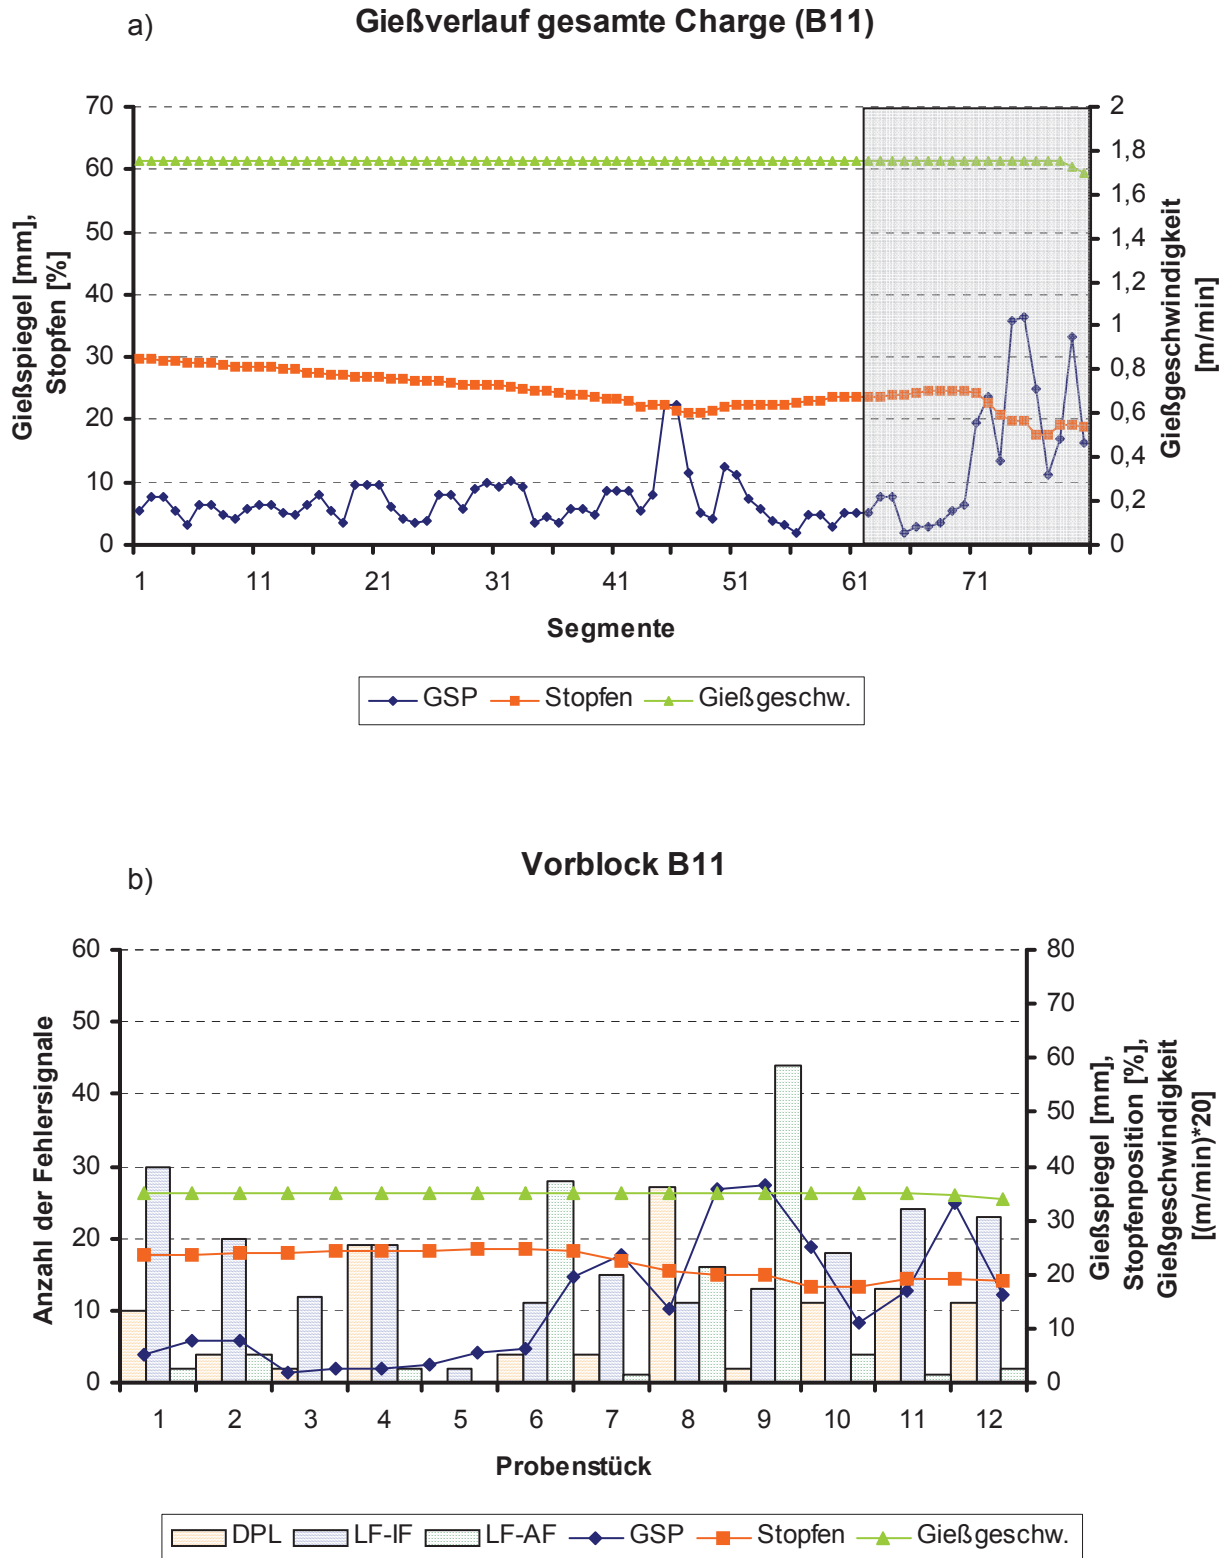 a)
Gießverlauf gesamte Charge (B11)
70
60
50
40
30
20
10
0
Gießspiegel [mm],
Stopfen [%]
2
1,8
1,6
1,4
1,2
1
0,8
0,6
0,4
0,2
0
Gießgeschwindigkeit
[m/min]
1 11 21 31 41 51 61 71
Segmente
GSP Stopfen Gießgeschw.
b)
Vorblock B11
60
50
40
30
20
10
0
Anzahl der Fehlersignale
80
70
60
50
40
30
20
10
0
Gießspiegel [mm],
Stopfenposition [%],
Gießgeschwindigkeit
[(m/min)*20]
1 2 3 4 5 6 7 8 9 10 11 12
Probenstück
DPL LF-IF LF-AF GSP Stopfen Gießgeschw.